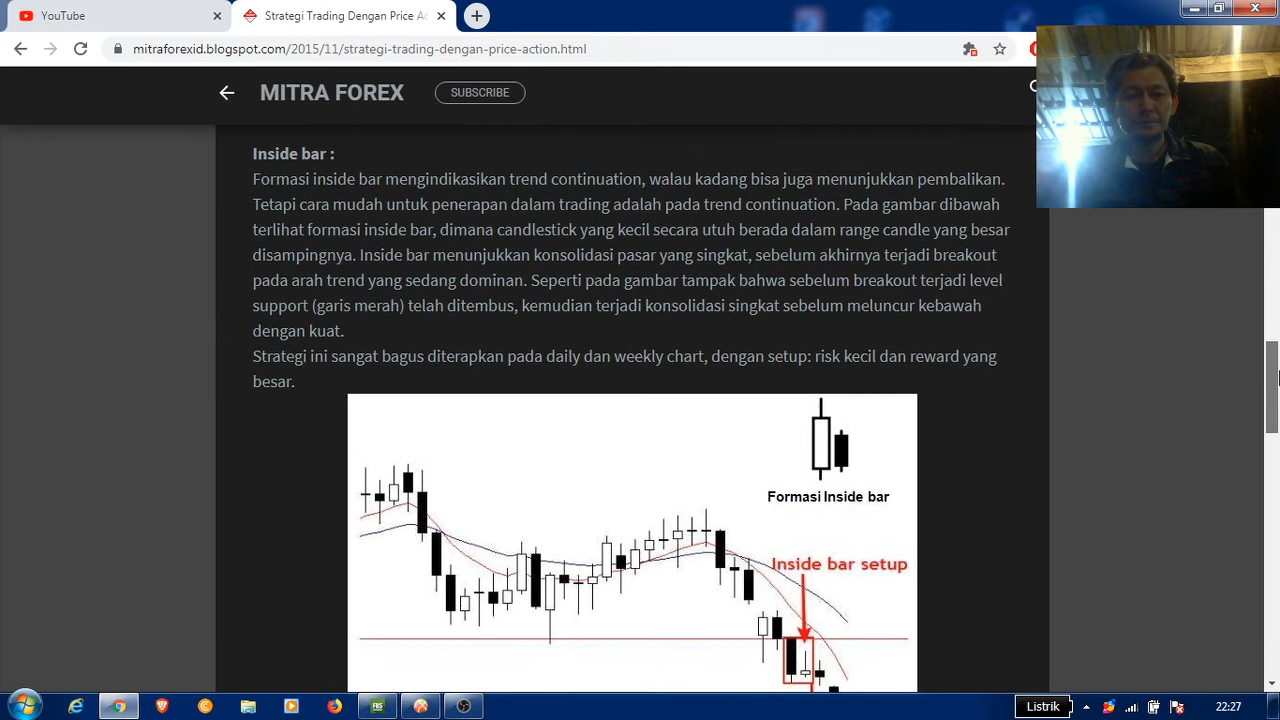 YouTube
Strategi Trading Dengan Price Ac
mitraforexid.blogspot.com/2015/11/strategi-trading-dengan-price-action.html
MITRA FOREX
SUBSCRIBE
Inside bar :
Formasi inside bar mengindikasikan trend continuation, walau kadang bisa juga menunjukkan pembalikan.
Tetapi cara mudah untuk penerapan dalam trading adalah pada trend continuation. Pada gambar dibawah
terlihat formasi inside bar, dimana candlestick yang kecil secara utuh berada dalam range candle yang besar
disampingnya. Inside bar menunjukkan konsolidasi pasar yang singkat, sebelum akhirnya terjadi breakout
pada arah trend yang sedang dominan. Seperti pada gambar tampak bahwa sebelum breakout terjadi level
support (garis merah) telah ditembus, kemudian terjadi konsolidasi singkat sebelum meluncur kebawah
dengan kuat.
Strategi ini sangat bagus diterapkan pada daily dan weekly chart, dengan setup: risk kecil dan reward yang
besar.
Formasi Inside bar
Inside bar setup
FBS
Listrik
22:27